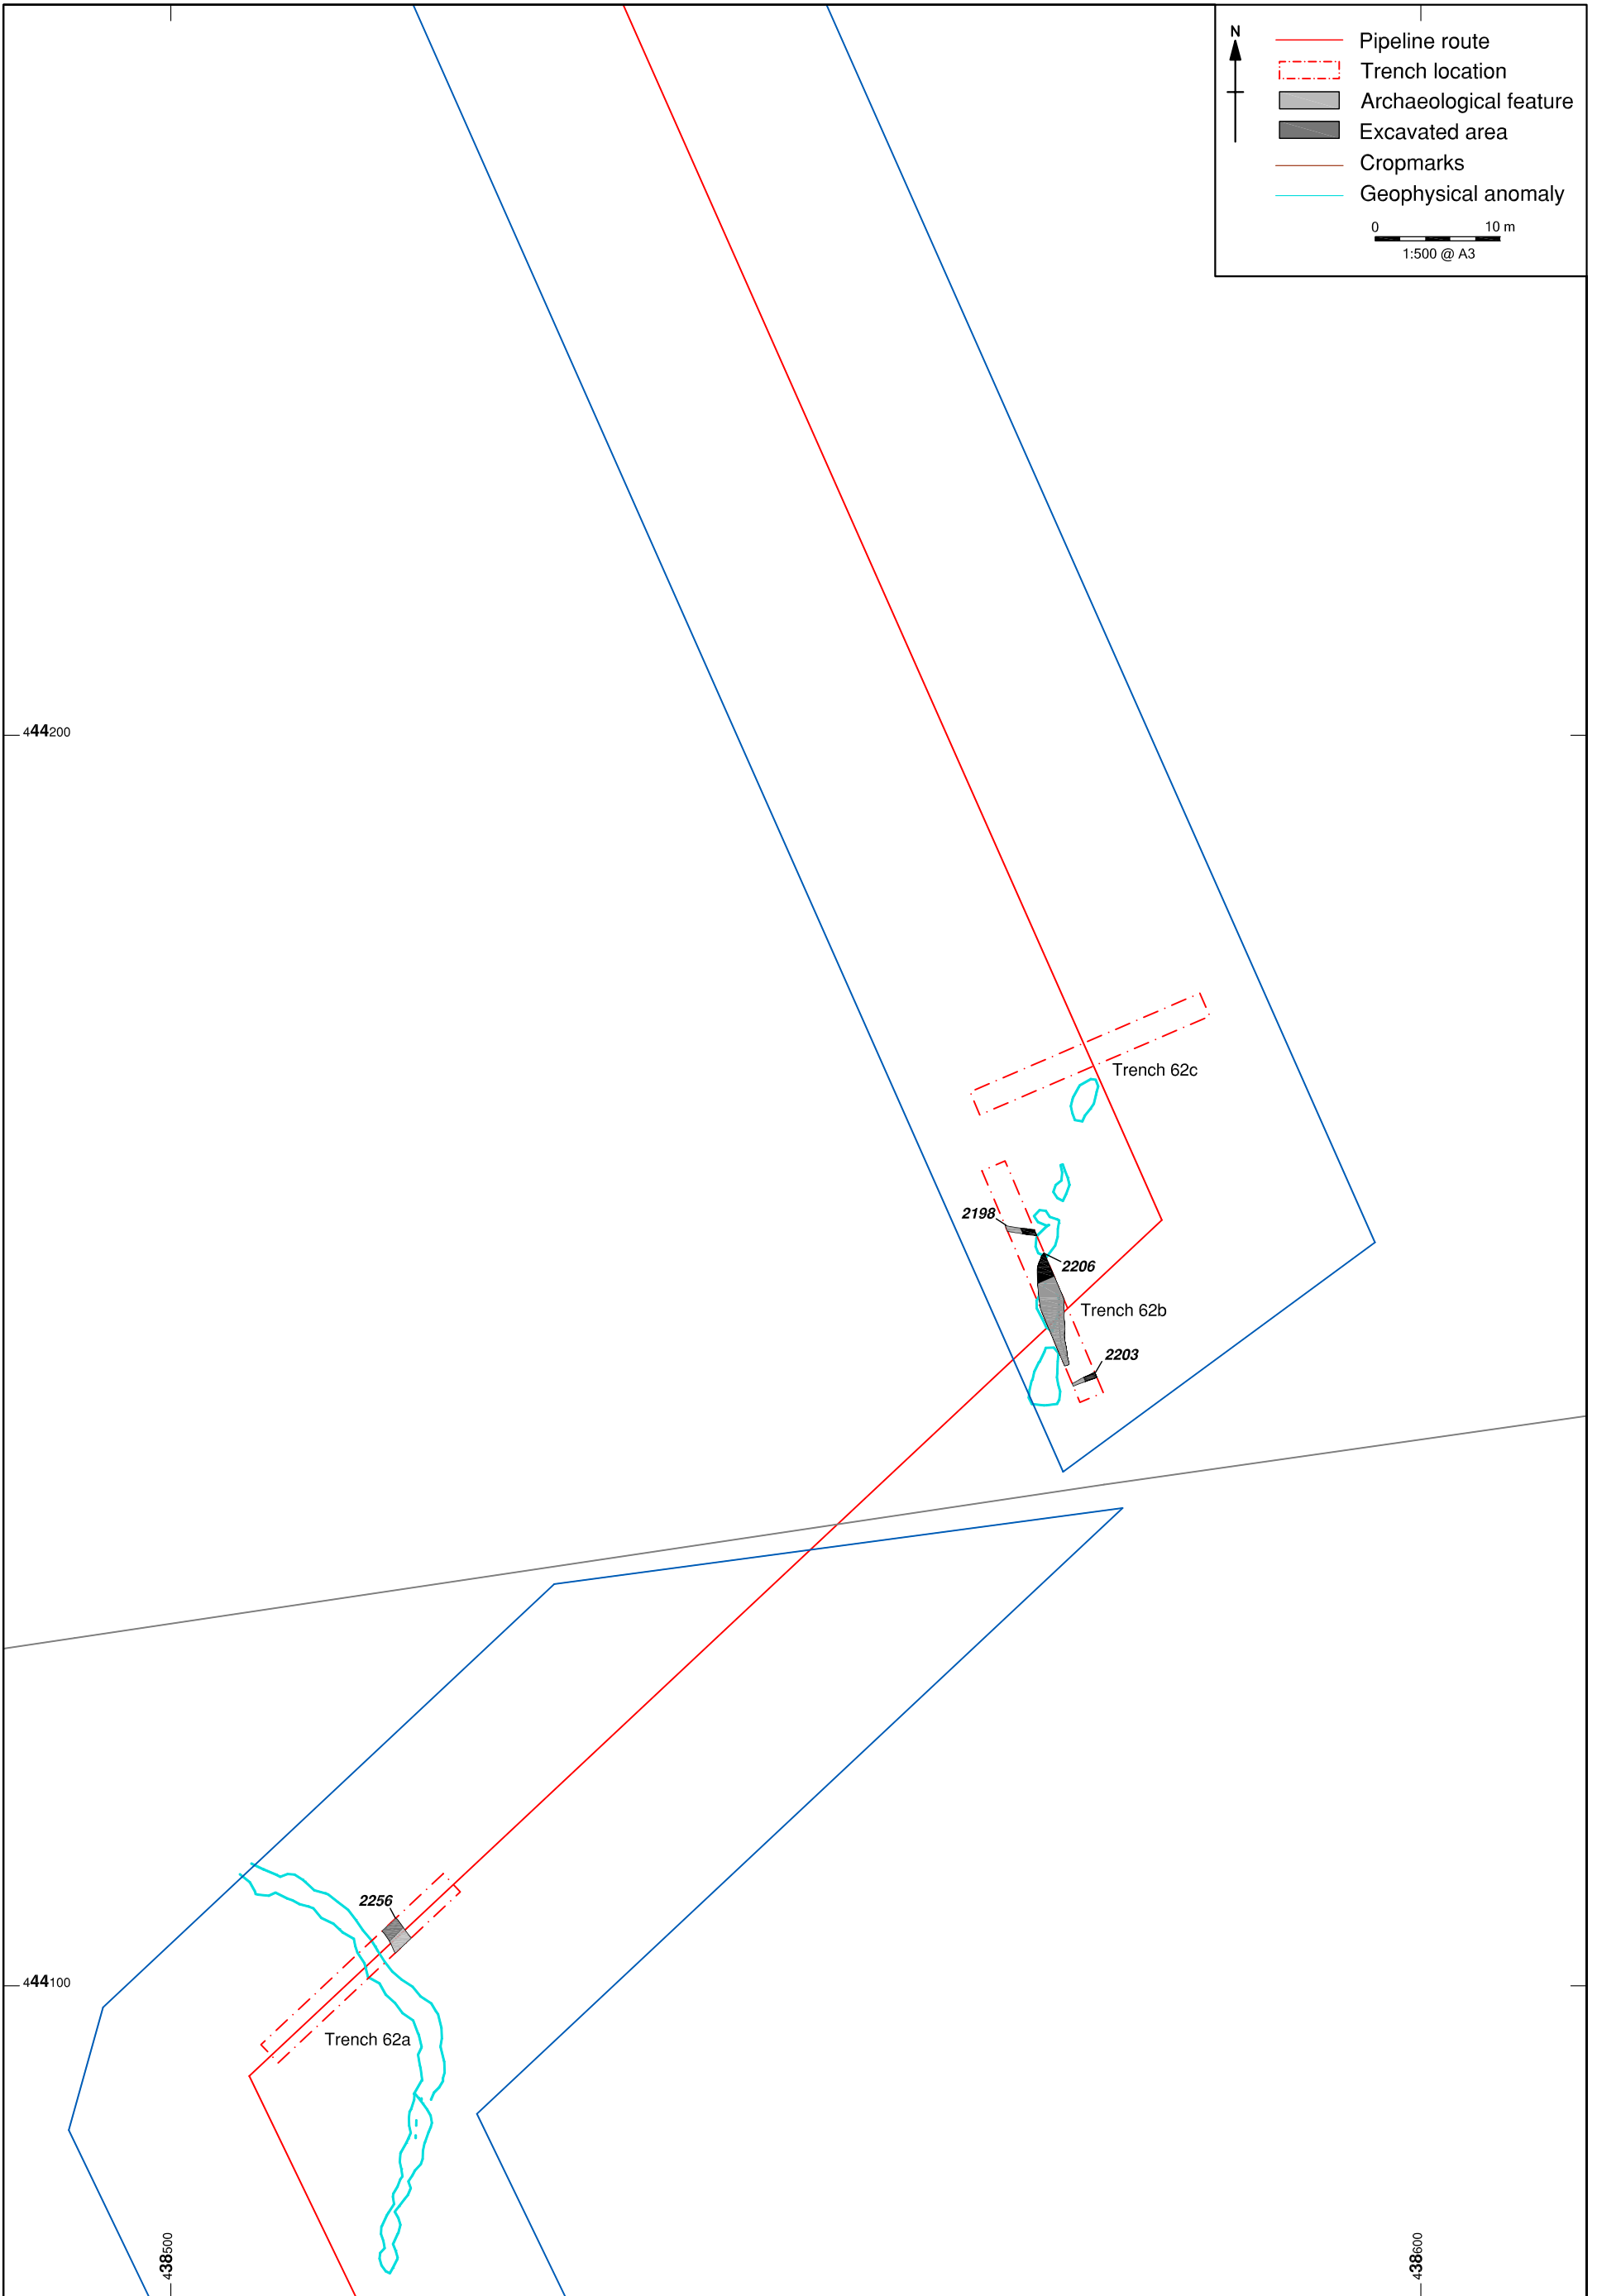 N
Pipeline route
Trench location
Archaeological feature
Excavated area
Cropmarks
Geophysical anomaly
0 10 m
1:500 @ A3
444200
Trench 62c
2198
2206
Trench 62b
2203
2256
444100
Trench 62a
438500
438600